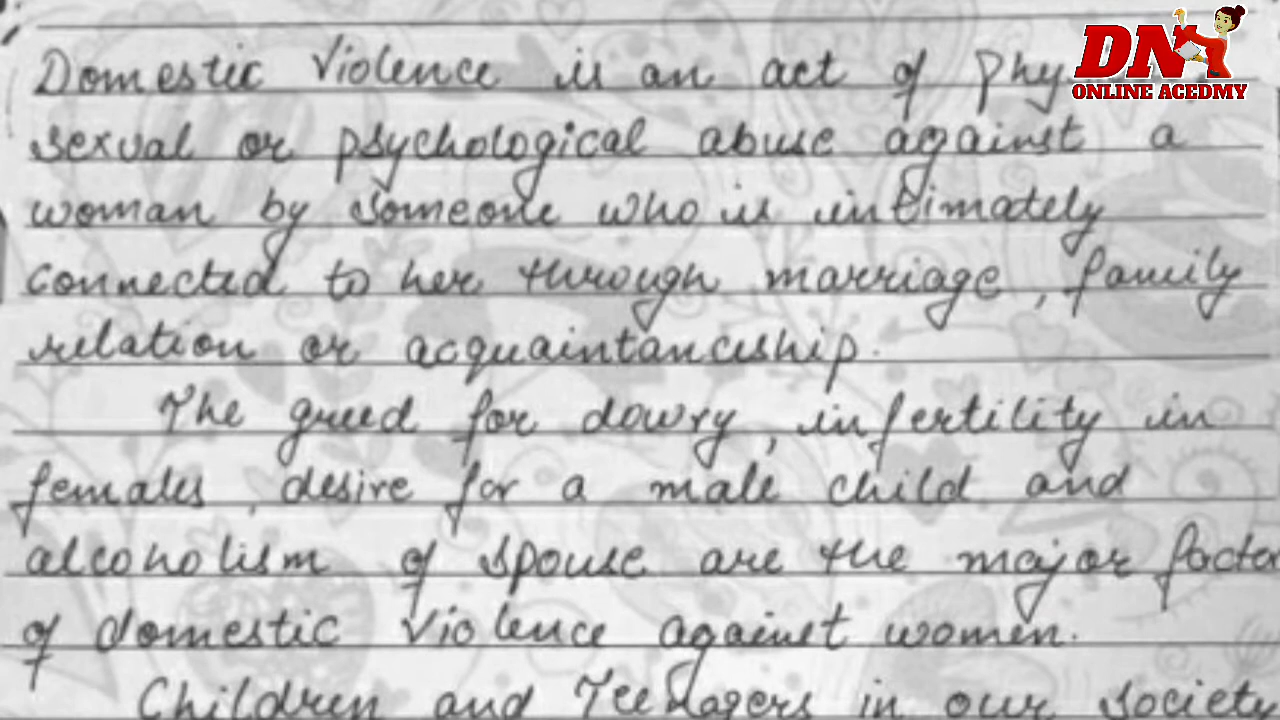 DNY
ONLINE ACEDMY
Domestic Violence is an act of
sexual or psychological abuse against a
woman by someone who is intimately
connected to her through marriage, family
relation or acquaintanceship.
The greed for dowry, infertility in
females, desire for a male child and
alcoholism of spouse are the major
of domestic violence against women.
Children and Teenagers in our society